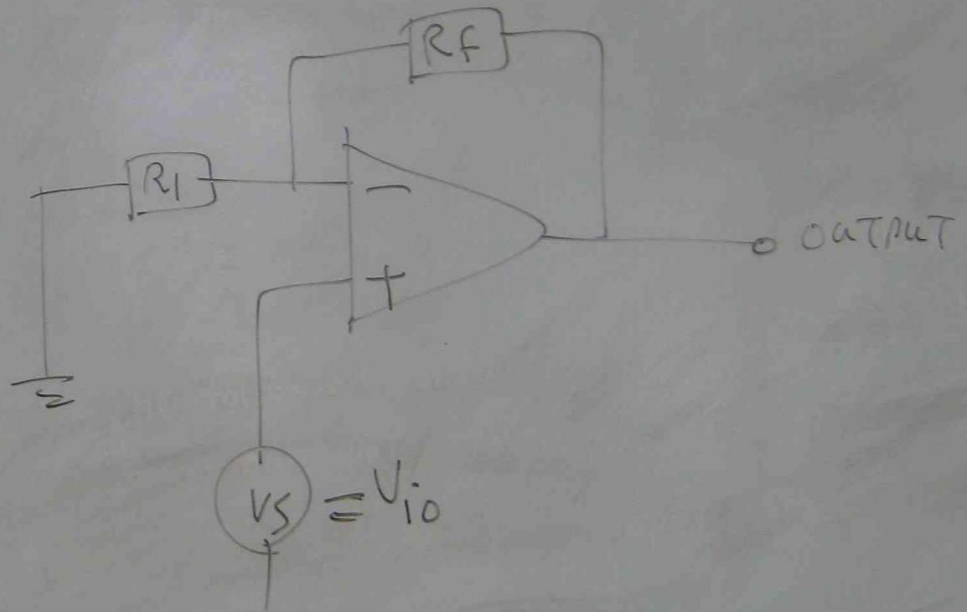 Rf
R1
−
+
OUTPUT
VS = Vio